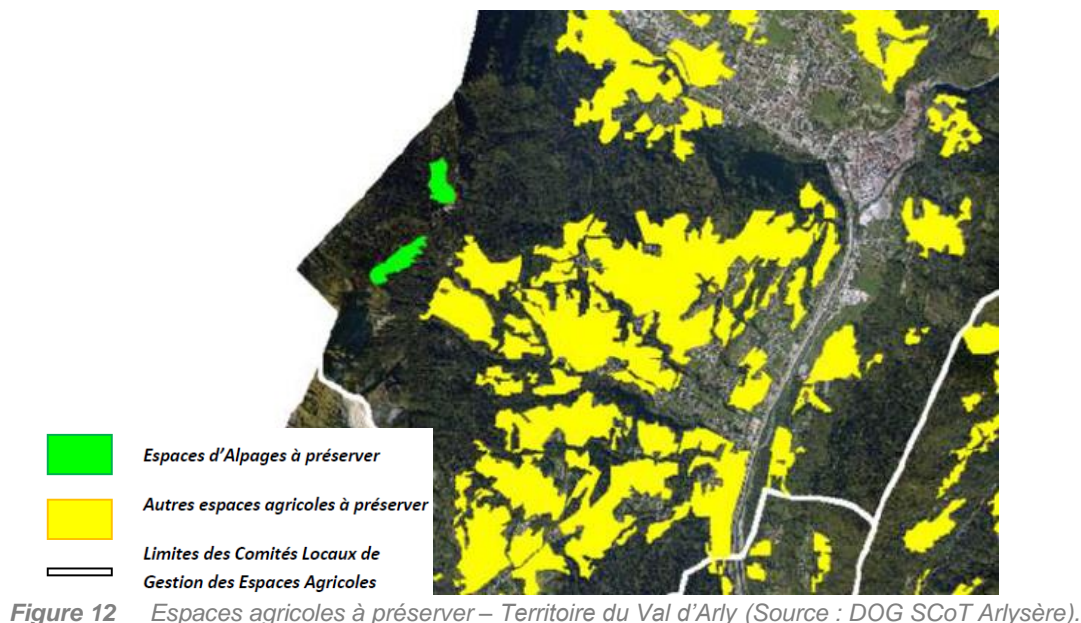 Espaces d'Alpages à préserver
Autres espaces agricoles à préserver
Limites des Comités Locaux de
Gestion des Espaces Agricoles
Figure 12 Espaces agricoles à préserver – Territoire du Val d'Arly (Source : DOG SCoT Arlysère).